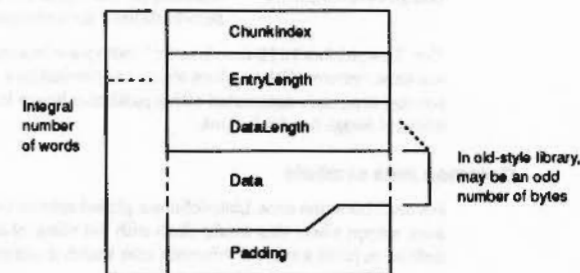 ChunkIndex
EntryLength
DataLength
Data
Padding
Integral
number
of words
In old-style library,
may be an odd
number of bytes